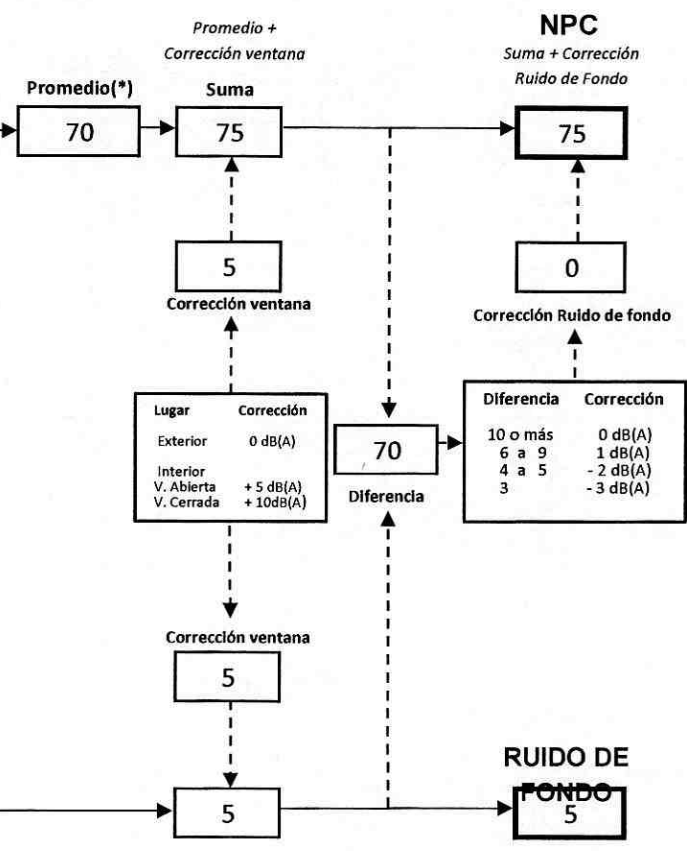 Promedio +
Corrección ventana
NPC
Suma + Corrección
Ruido de Fondo
Promedio(*)
Suma
70
75
75
5
0
Corrección ventana
Corrección Ruido de fondo
Lugar Corrección
Exterior 0 dB(A)
Interior
V. Abierta + 5 dB(A)
V. Cerrada + 10dB(A)
70
Diferencia
Diferencia Corrección
10 o más 0 dB(A)
6 a 9 1 dB(A)
4 a 5 - 2 dB(A)
3 - 3 dB(A)
Corrección ventana
5
RUIDO DE
FONDO
5
5